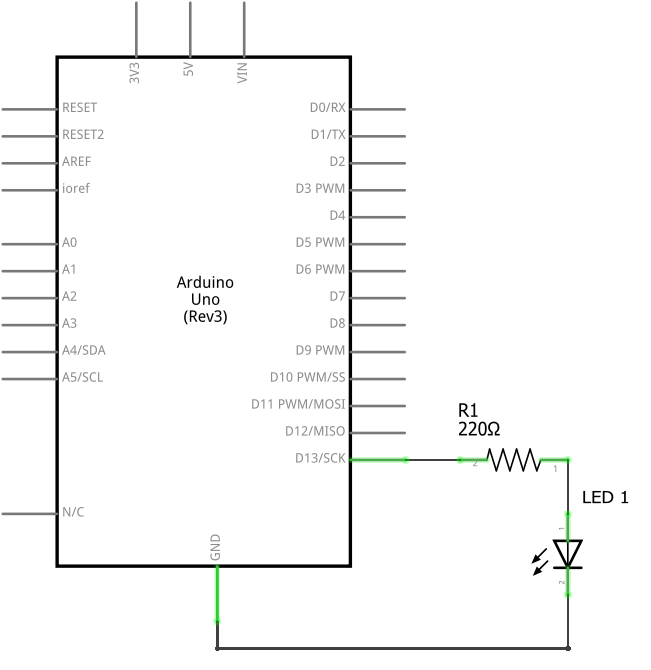 3V3
5V
VIN
RESET
RESET2
AREF
ioref
A0
A1
A2
A3
A4/SDA
A5/SCL
N/C
Arduino
Uno
(Rev3)
D0/RX
D1/TX
D2
D3 PWM
D4
D5 PWM
D6 PWM
D7
D8
D9 PWM
D10 PWM/SS
D11 PWM/MOSI
D12/MISO
D13/SCK
GND
R1
220Ω
2
1
LED 1
1
2